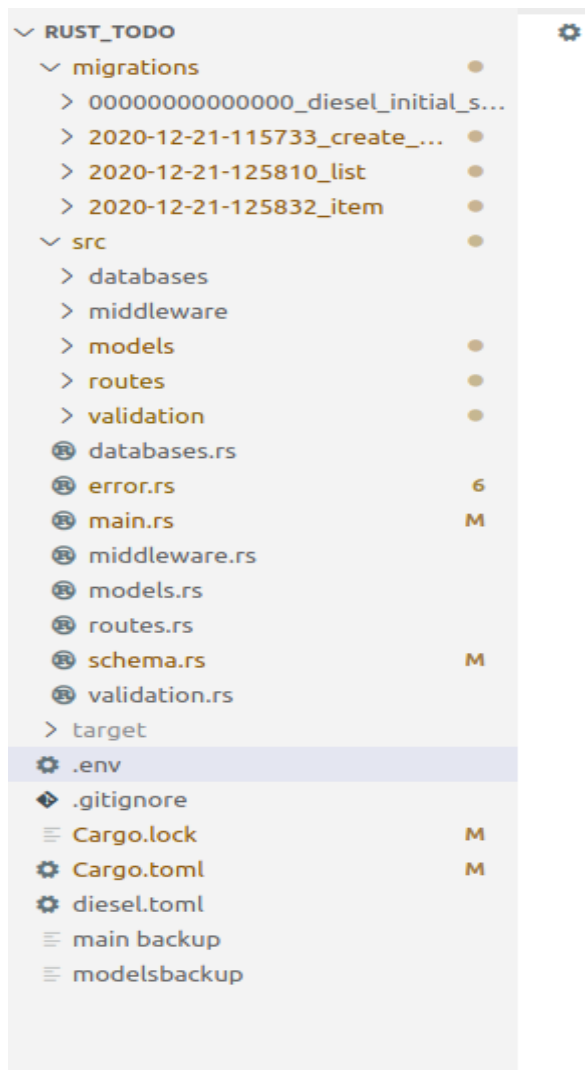 RUST_TODO
migrations
00000000000000_diesel_initial_s...
2020-12-21-115733_create_...
2020-12-21-125810_list
2020-12-21-125832_item
src
databases
middleware
models
routes
validation
databases.rs
error.rs 6
main.rs M
middleware.rs
models.rs
routes.rs
schema.rs M
validation.rs
target
.env
.gitignore
Cargo.lock M
Cargo.toml M
diesel.toml
main backup
modelsbackup